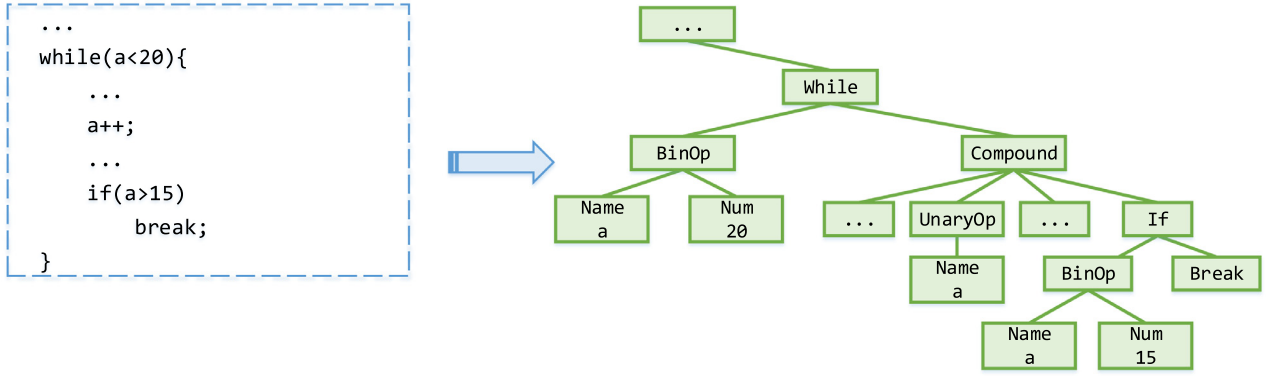 ...
while(a<20){
...
a++;
...
if(a>15)
break;
}
...
While
BinOp
Compound
Name
a
Num
20
...
UnaryOp
...
If
Name
a
BinOp
Break
Name
a
Num
15